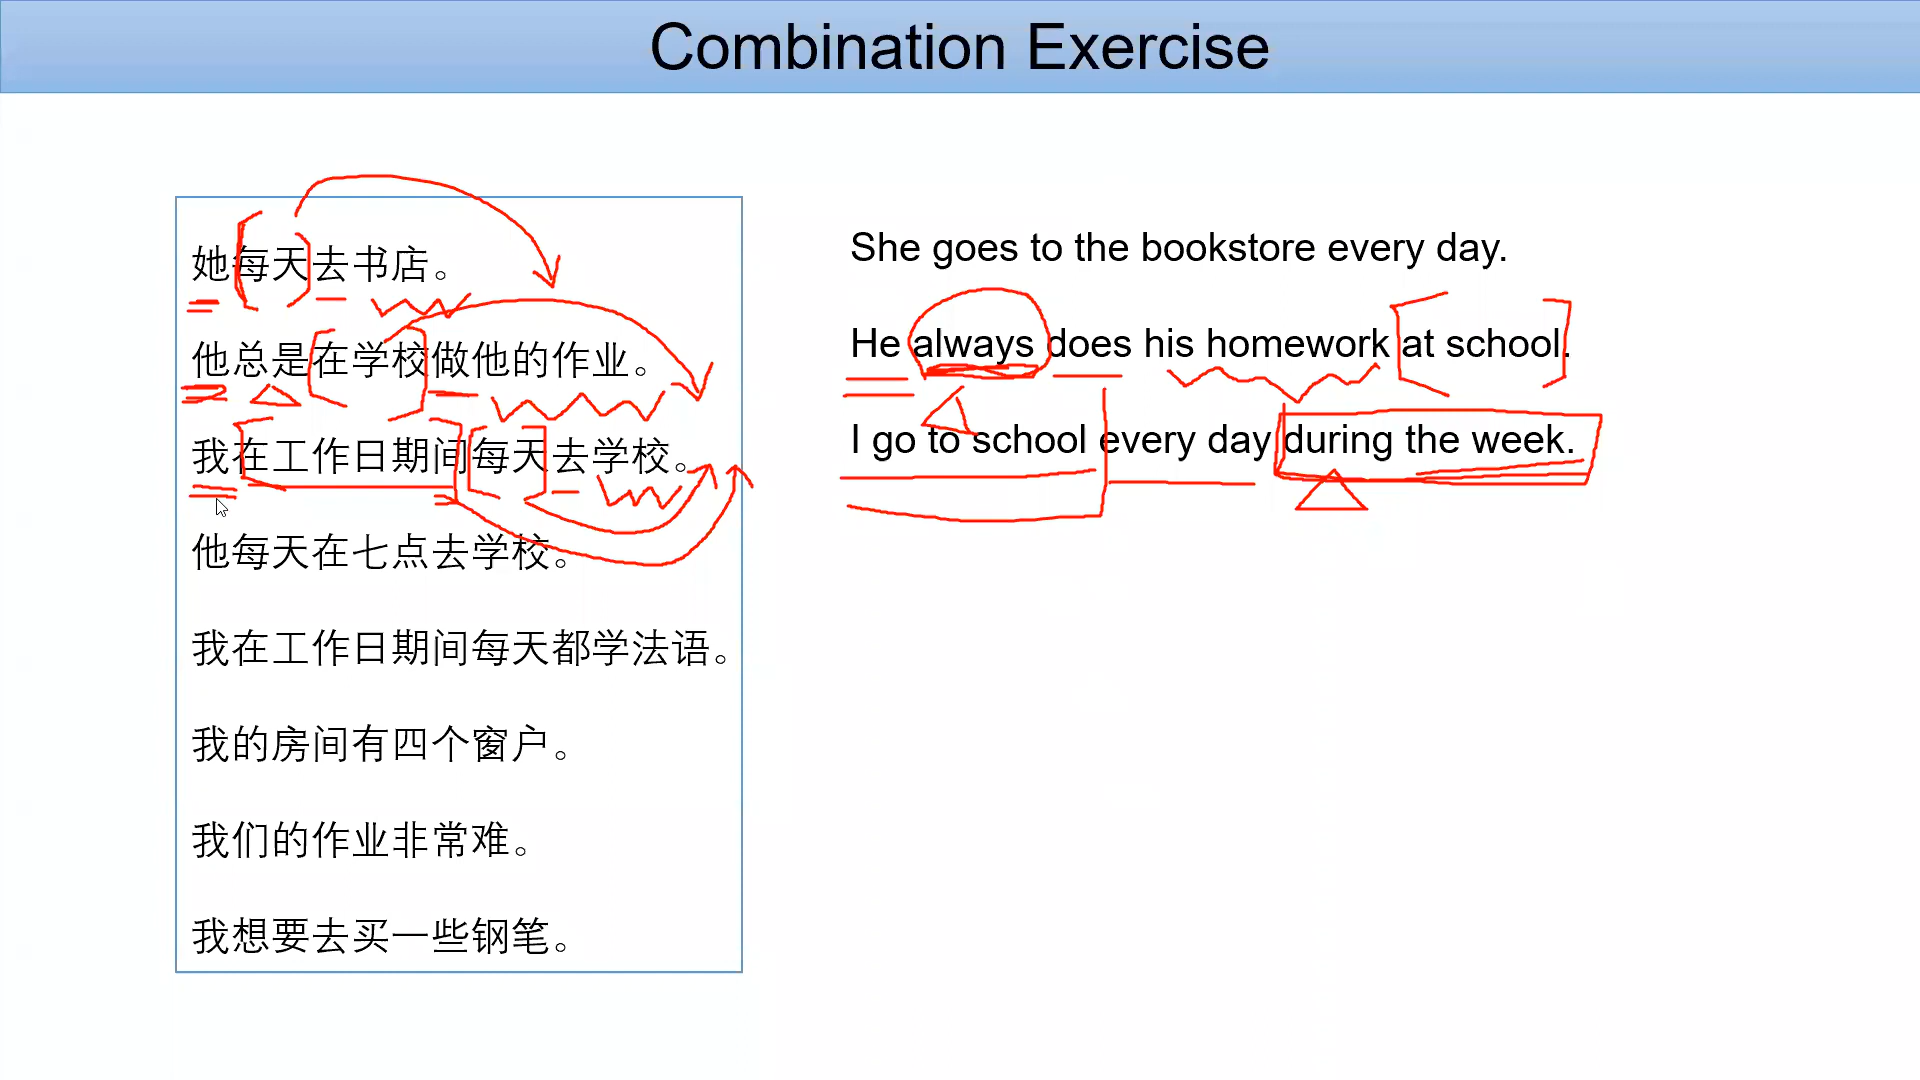 Combination Exercise
她每天去书店。
他总是在学校做他的作业。
我在工作日期间每天去学校。
他每天在七点去学校。
我在工作日期间每天都学法语。
我的房间有四个窗户。
我们的作业非常难。
我想要去买一些钢笔。
She goes to the bookstore every day.
He always does his homework at school.
I go to school every day during the week.